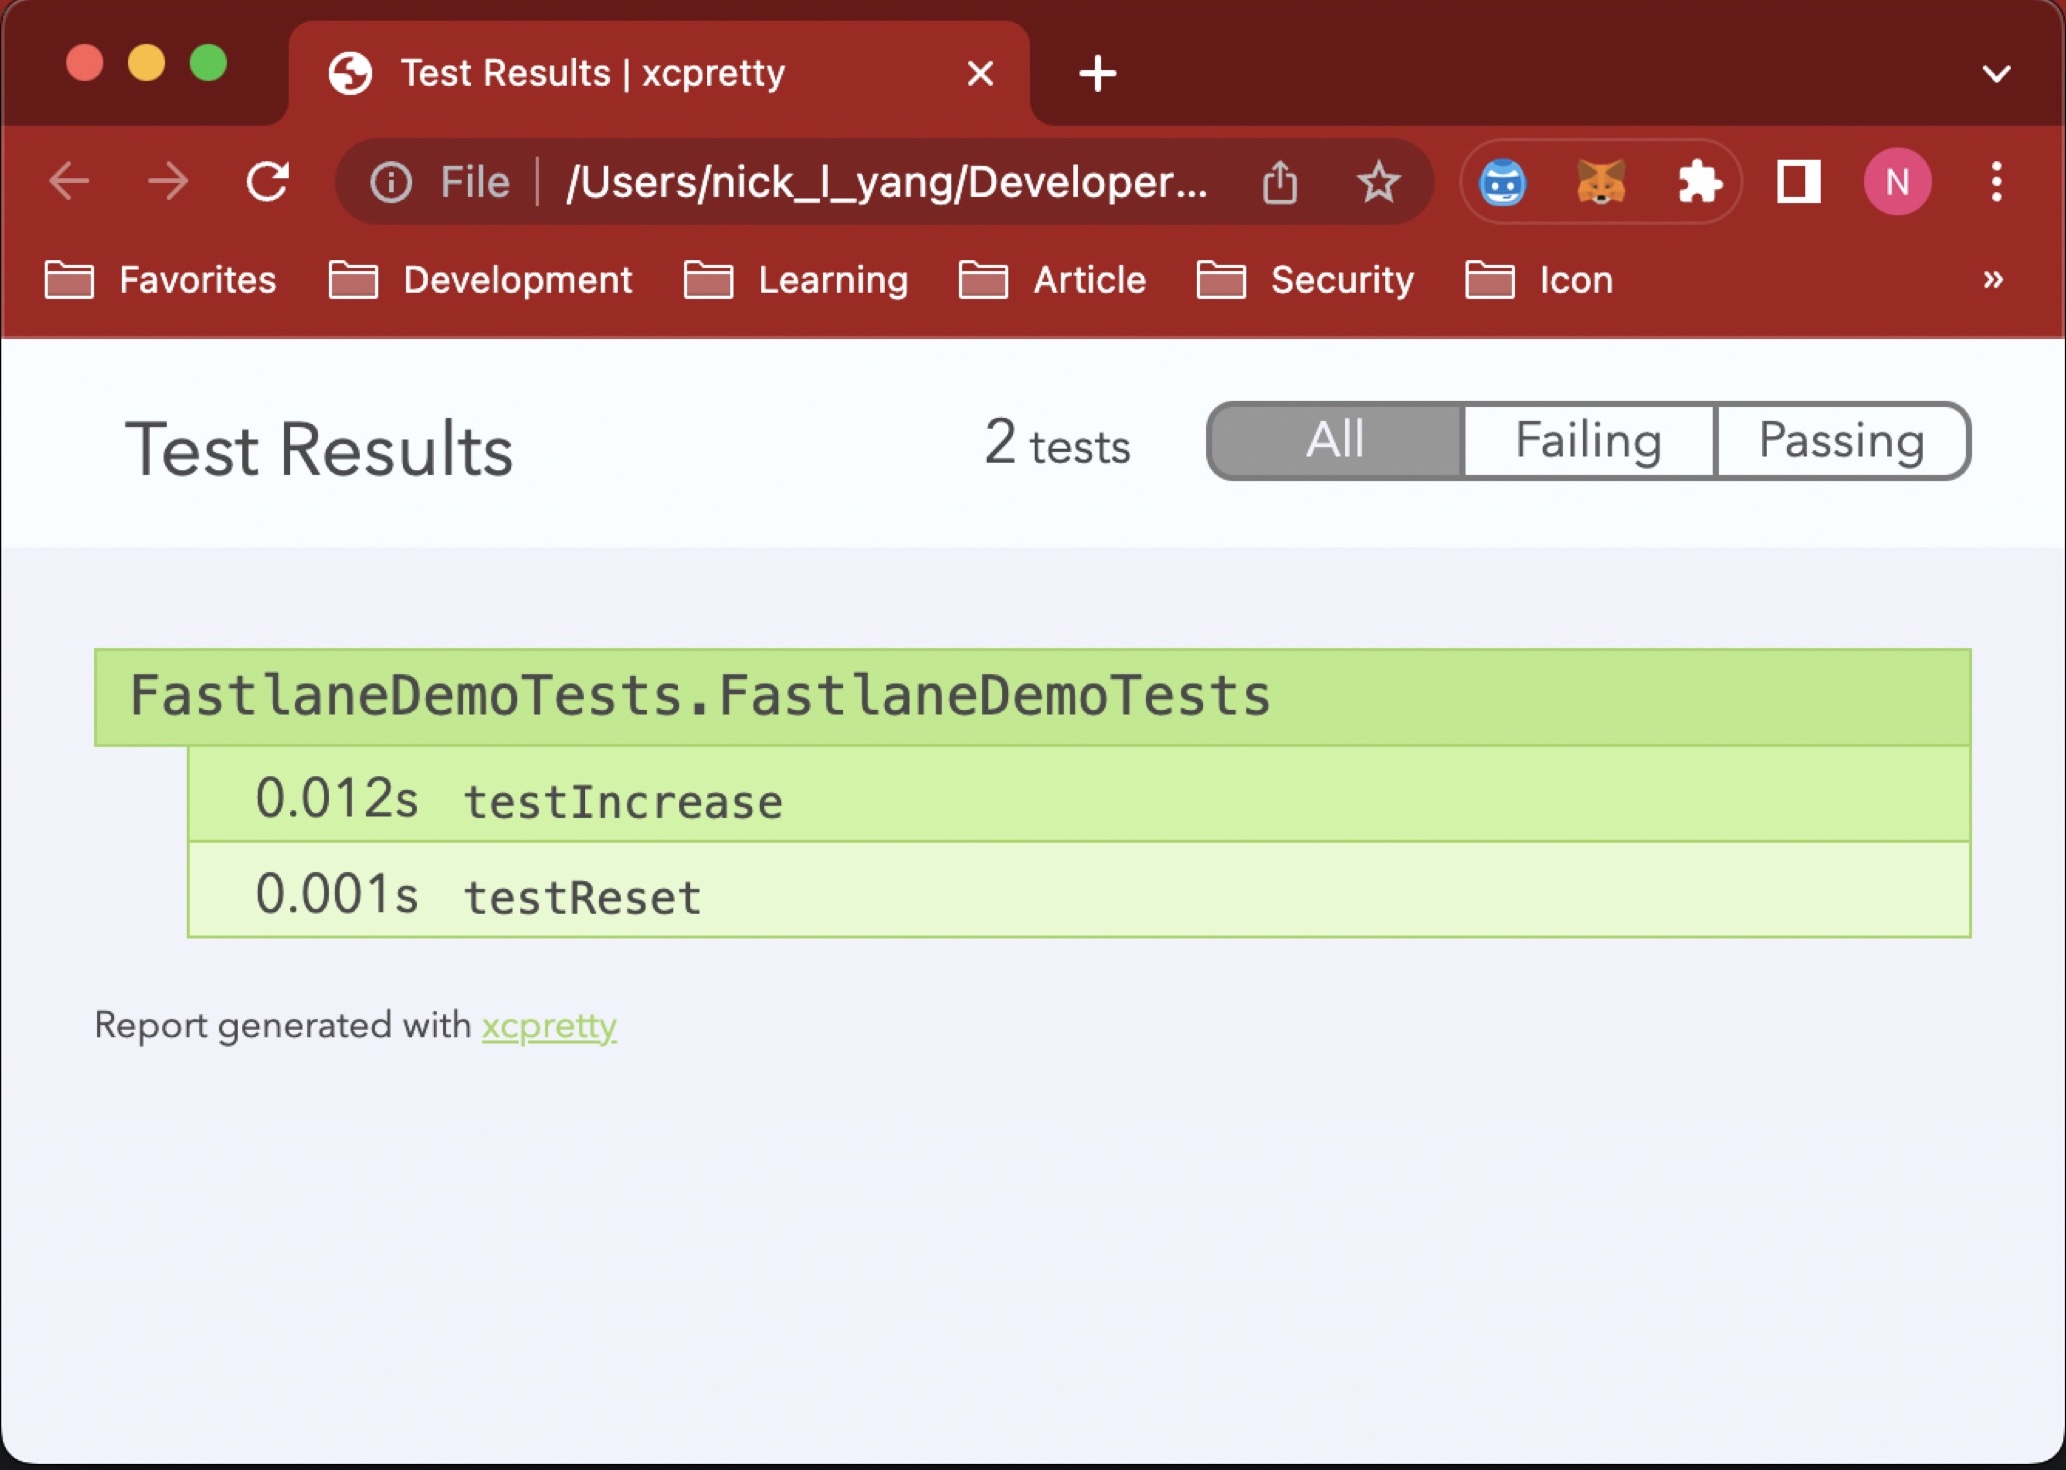 Test Results | xcpretty
File | /Users/nick_l_yang/Developer...
N
Favorites Development Learning Article Security Icon »
Test Results 2 tests All Failing Passing
FastlaneDemoTests.FastlaneDemoTests
0.012s testIncrease
0.001s testReset
Report generated with xcpretty